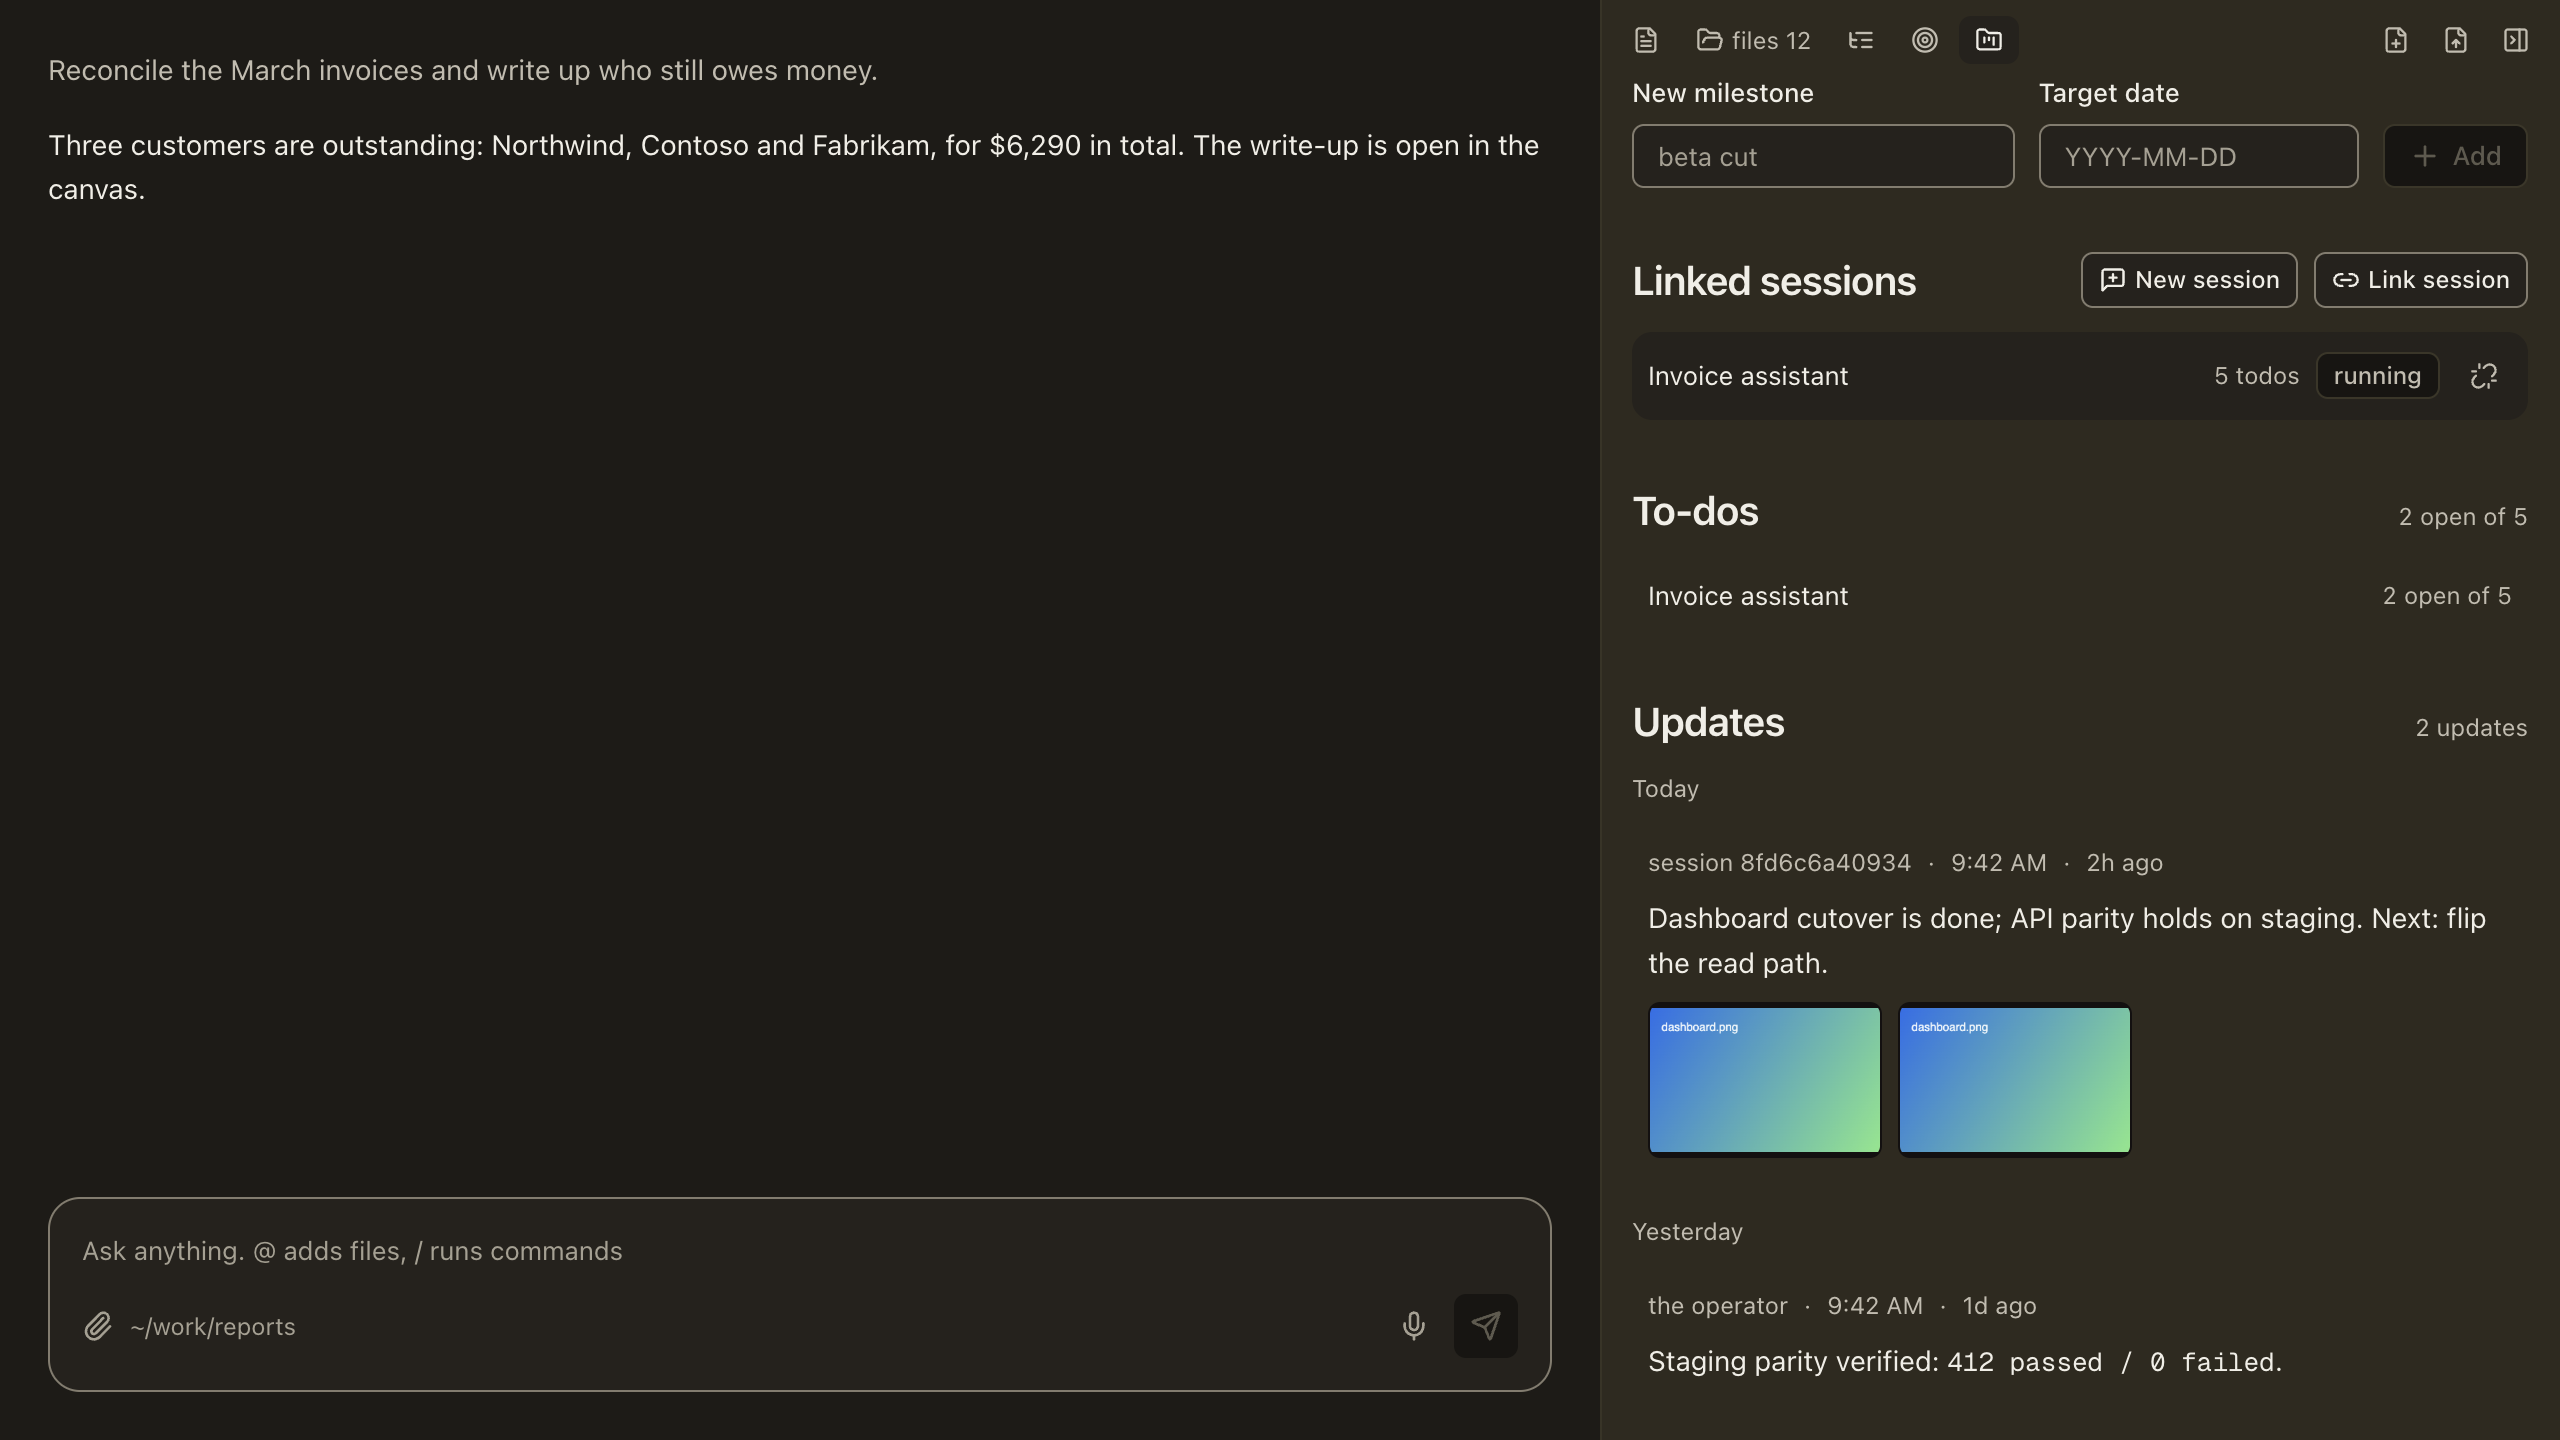 Reconcile the March invoices and write up who still owes money.
Three customers are outstanding: Northwind, Contoso and Fabrikam, for $6,290 in total. The write-up is open in the
canvas.
Ask anything. @ adds files, / runs commands
~/work/reports
files 12
New milestone
Target date
beta cut
YYYY-MM-DD
Add
Linked sessions
New session
Link session
Invoice assistant
5 todos
running
To-dos
2 open of 5
Invoice assistant
2 open of 5
Updates
2 updates
Today
session 8fd6c6a40934 · 9:42 AM · 2h ago
Dashboard cutover is done; API parity holds on staging. Next: flip
the read path.
dashboard.png
dashboard.png
Yesterday
the operator · 9:42 AM · 1d ago
Staging parity verified: 412 passed / 0 failed.